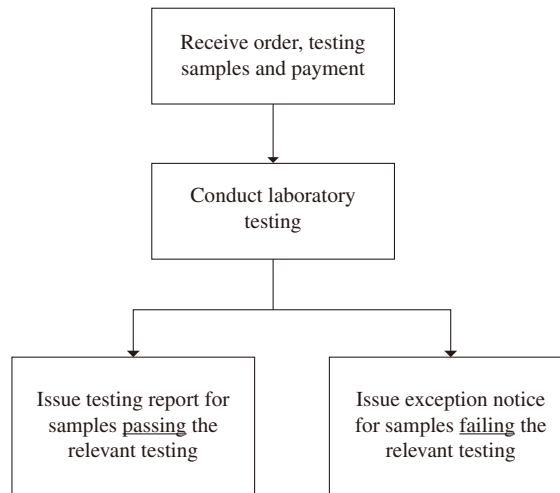 Receive order, testing
samples and payment
Conduct laboratory
testing
Issue testing report for
samples passing the
relevant testing
Issue exception notice
for samples failing the
relevant testing